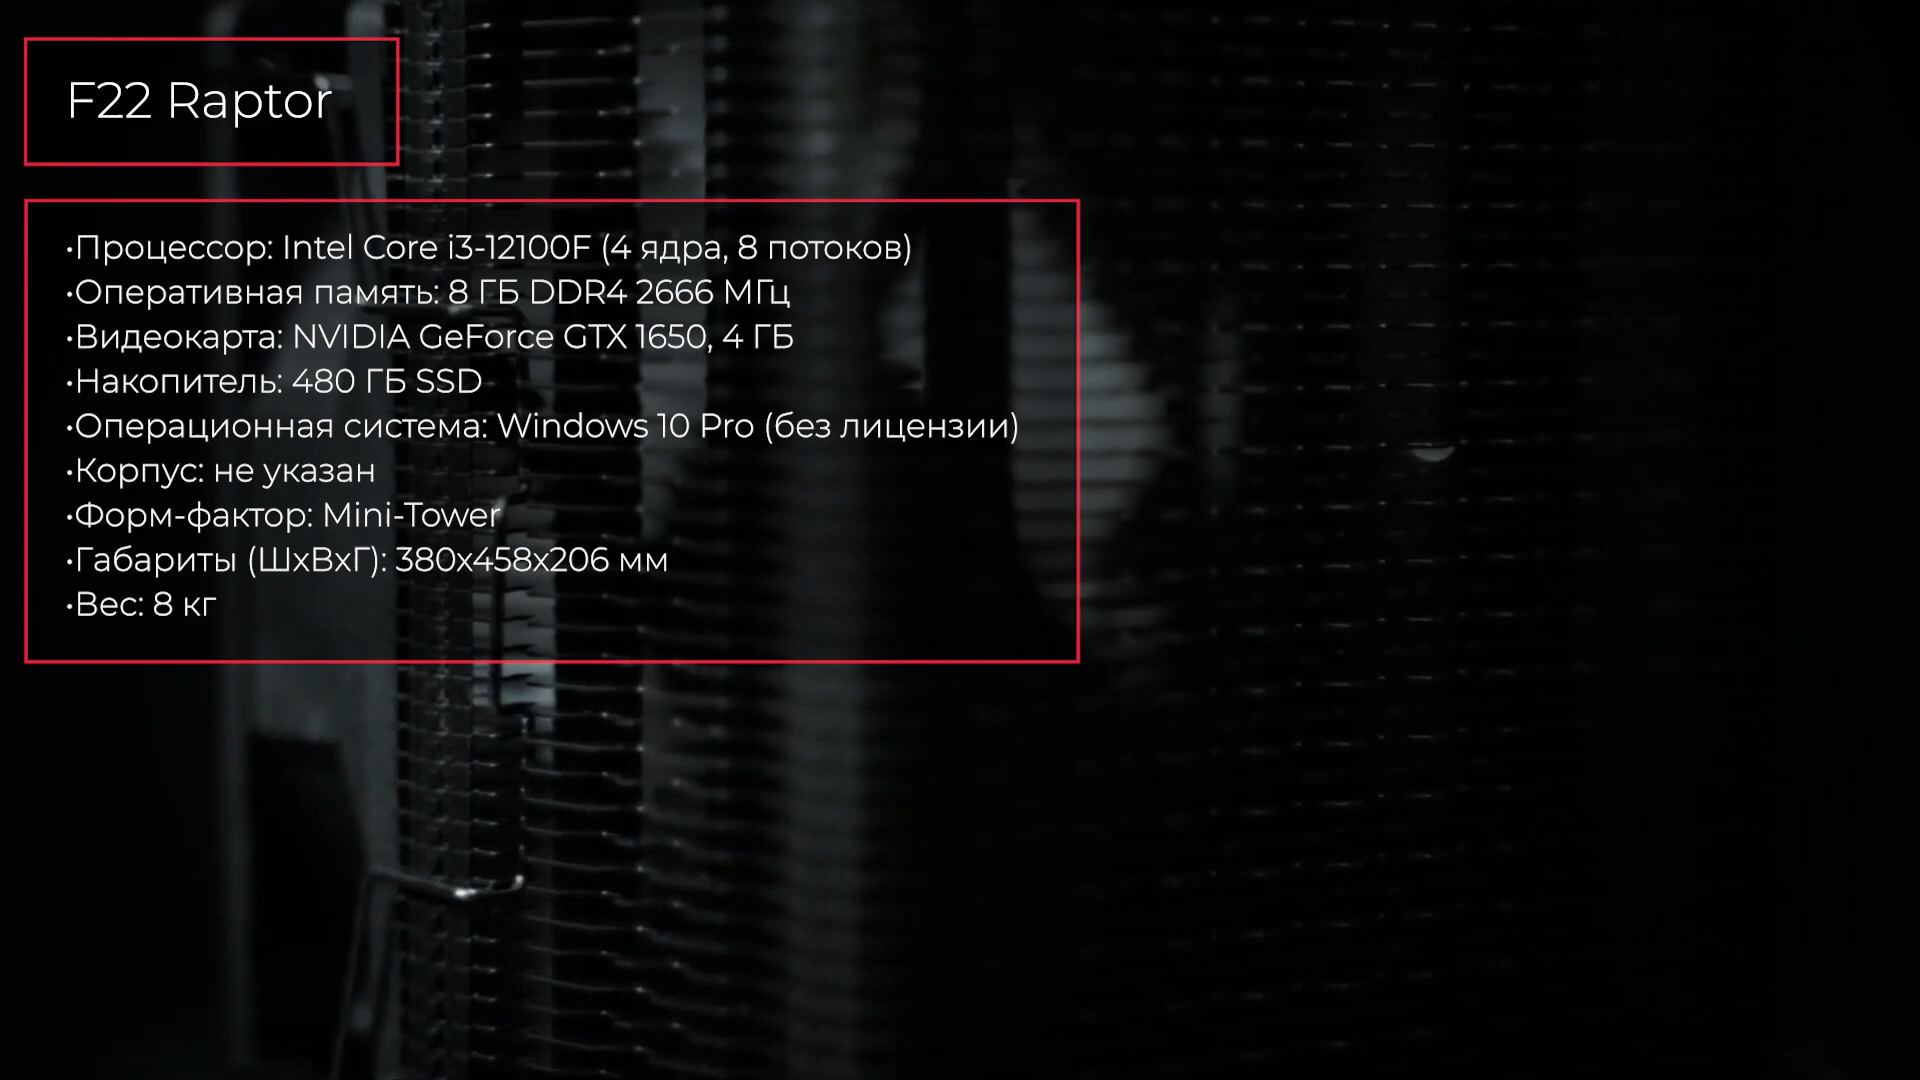 F22 Raptor
•Процессор: Intel Core i3-12100F (4 ядра, 8 потоков)
•Оперативная память: 8 ГБ DDR4 2666 МГц
•Видеокарта: NVIDIA GeForce GTX 1650, 4 ГБ
•Накопитель: 480 ГБ SSD
•Операционная система: Windows 10 Pro (без лицензии)
•Корпус: не указан
•Форм-фактор: Mini-Tower
•Габариты (ШхВхГ): 380x458x206 мм
•Вес: 8 кг